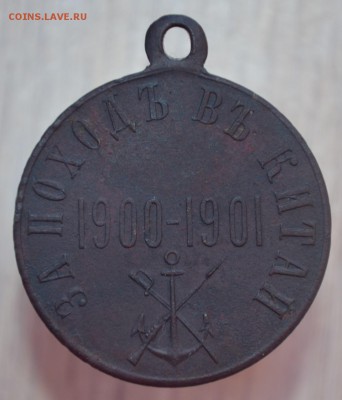 COINS.LAVE.RU
ЗА ПОХОДЪ ВЪ КИТАЙ
1900-1901